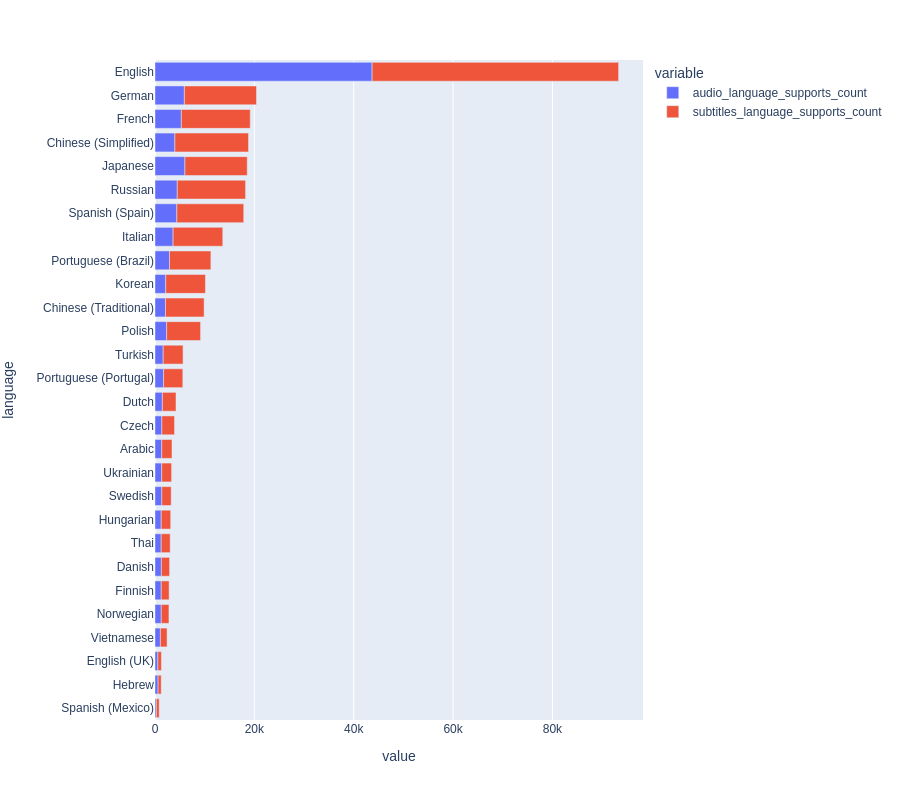 variable
audio_language_supports_count
subtitles_language_supports_count
language
English
German
French
Chinese (Simplified)
Japanese
Russian
Spanish (Spain)
Italian
Portuguese (Brazil)
Korean
Chinese (Traditional)
Polish
Turkish
Portuguese (Portugal)
Dutch
Czech
Arabic
Ukrainian
Swedish
Hungarian
Thai
Danish
Finnish
Norwegian
Vietnamese
English (UK)
Hebrew
Spanish (Mexico)
0 20k 40k 60k 80k
value